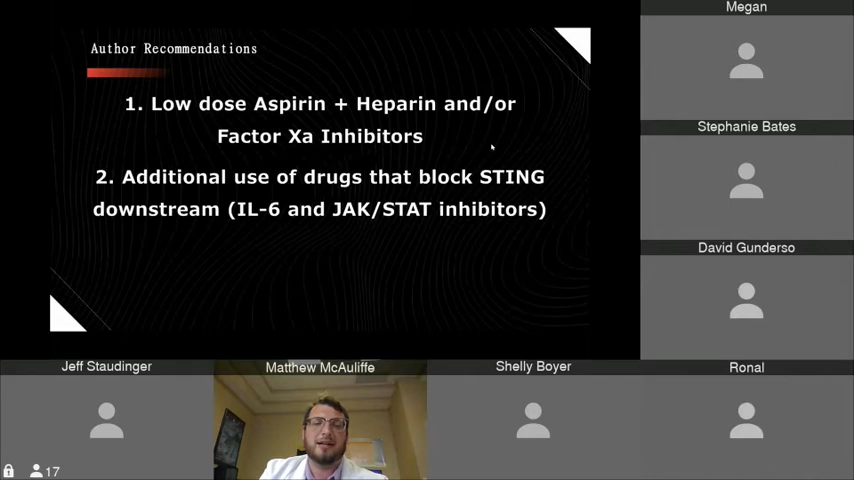 Author Recommendations
1. Low dose Aspirin + Heparin and/or
Factor Xa Inhibitors
2. Additional use of drugs that block STING
downstream (IL-6 and JAK/STAT inhibitors)
Megan
Stephanie Bates
David Gunderso
Jeff Staudinger
Matthew McAuliffe
Shelly Boyer
Ronal
17